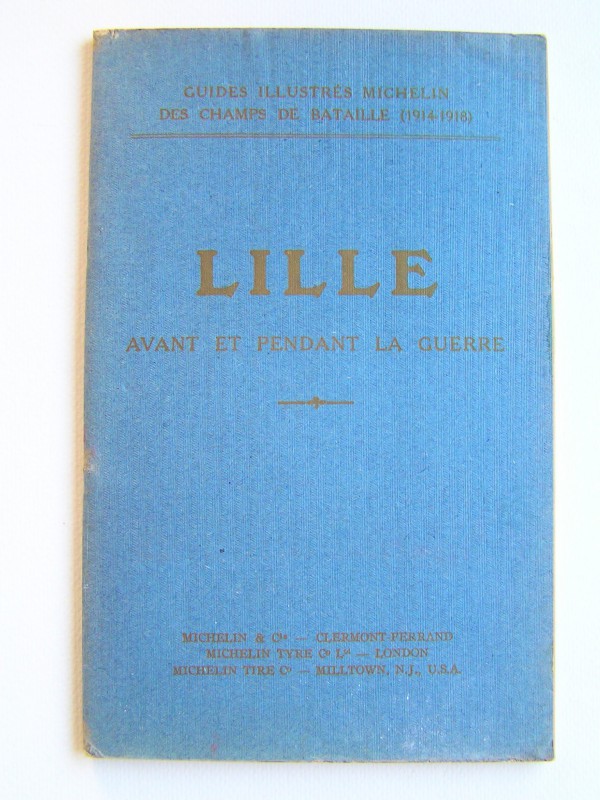 GUIDES ILLUSTRÉS MICHELIN
DES CHAMPS DE BATAILLE (1914-1918)
LILLE
AVANT ET PENDANT LA GUERRE
MICHELIN & Cie — CLERMONT-FERRAND
MICHELIN TYRE Co Ld — LONDON
MICHELIN TIRE Co — MILLTOWN, N.J., U.S.A.